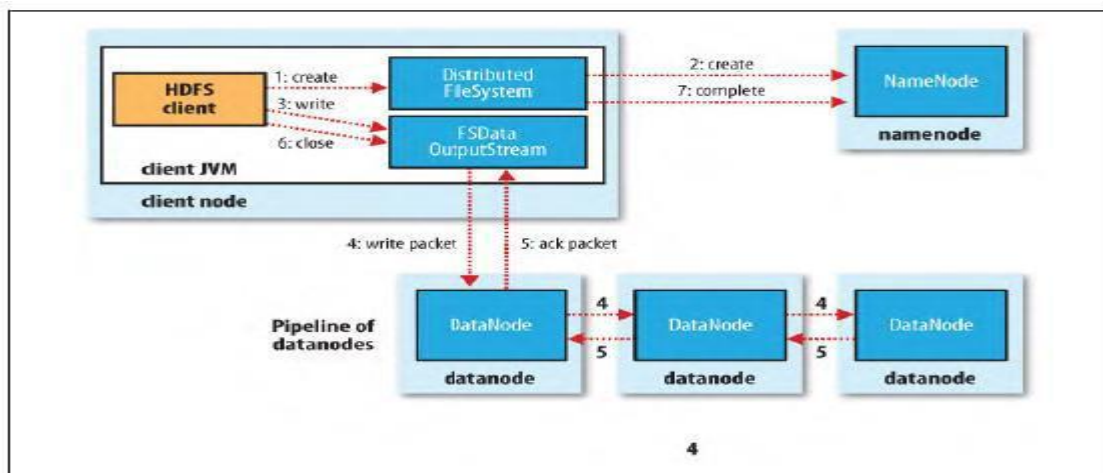 HDFS
client
1: create
3: write
6: close
Distributed
FileSystem
FSData
OutputStream
client JVM
client node
2: create
7: complete
NameNode
namenode
4: write packet
5: ack packet
Pipeline of
datanodes
DataNode
datanode
4
5
DataNode
datanode
4
5
DataNode
datanode
4